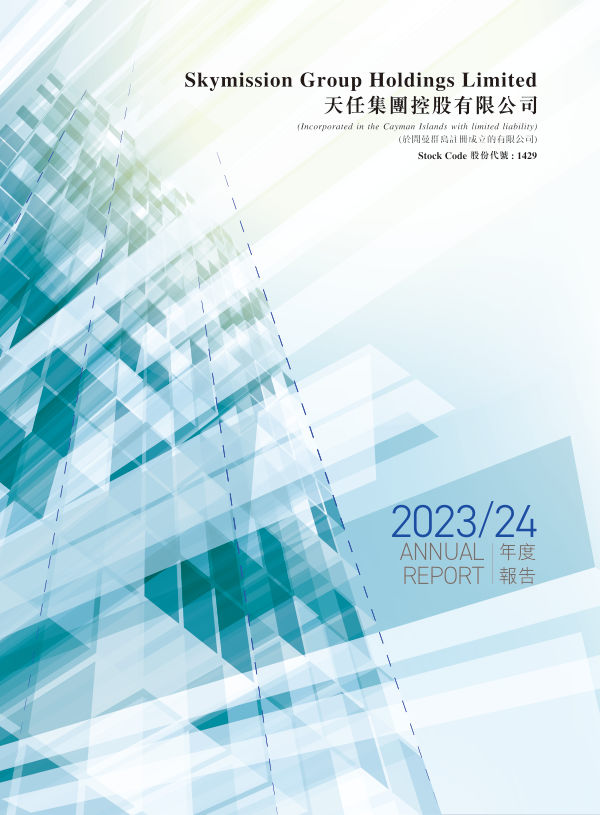 Skymission Group Holdings Limited
天任集團控股有限公司
(Incorporated in the Cayman Islands with limited liability)
(於開曼群島註冊成立的有限公司)
Stock Code 股份代號 : 1429
2023/24
ANNUAL 年度
REPORT 報告